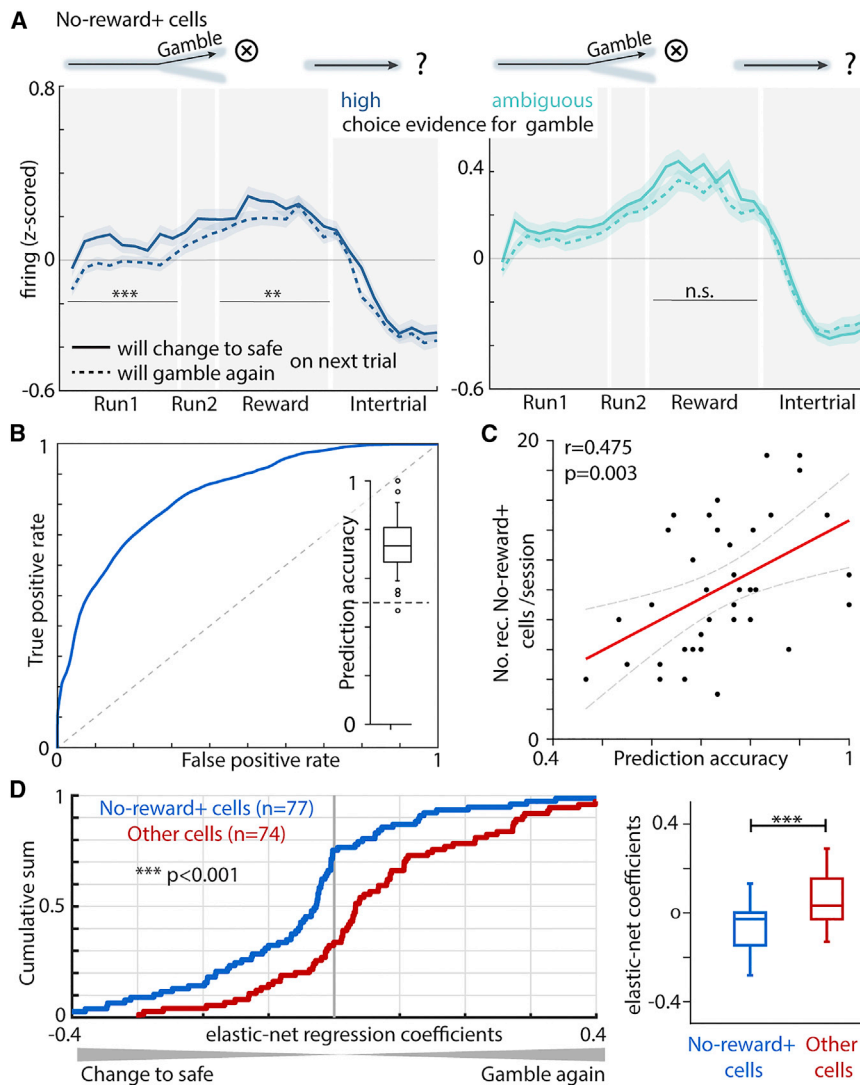 A
No-reward+ cells
Gamble
?
Gamble
?
high
ambiguous
choice evidence for gamble
0.8
0
-0.6
firing (z-scored)
***
**
will change to safe
will gamble again
on next trial
Run1 Run2 Reward Intertrial
0.4
0
-0.6
n.s.
Run1 Run2 Reward Intertrial
B
1
0
True positive rate
0 1
False positive rate
1
0
Prediction accuracy
C
r=0.475
p=0.003
20
0
No. rec. No-reward+
cells /session
0.4 1
Prediction accuracy
D
No-reward+ cells (n=77)
Other cells (n=74)
*** p<0.001
1
0.5
0
Cumulative sum
-0.4 0.4
elastic-net regression coefficients
Change to safe
Gamble again
***
0.4
0
-0.4
elastic-net coefficients
No-reward+
cells
Other
cells